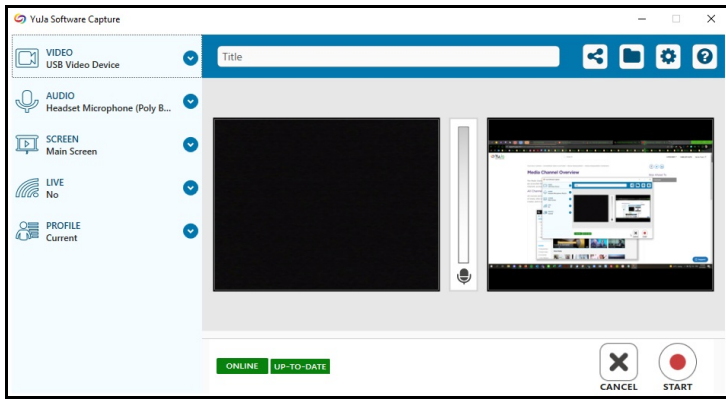 YuJa Software Capture
VIDEO
USB Video Device
AUDIO
Headset Microphone (Poly B...
SCREEN
Main Screen
LIVE
No
PROFILE
Current
Title
Media Channel Overview
ONLINE
UP-TO-DATE
CANCEL
START